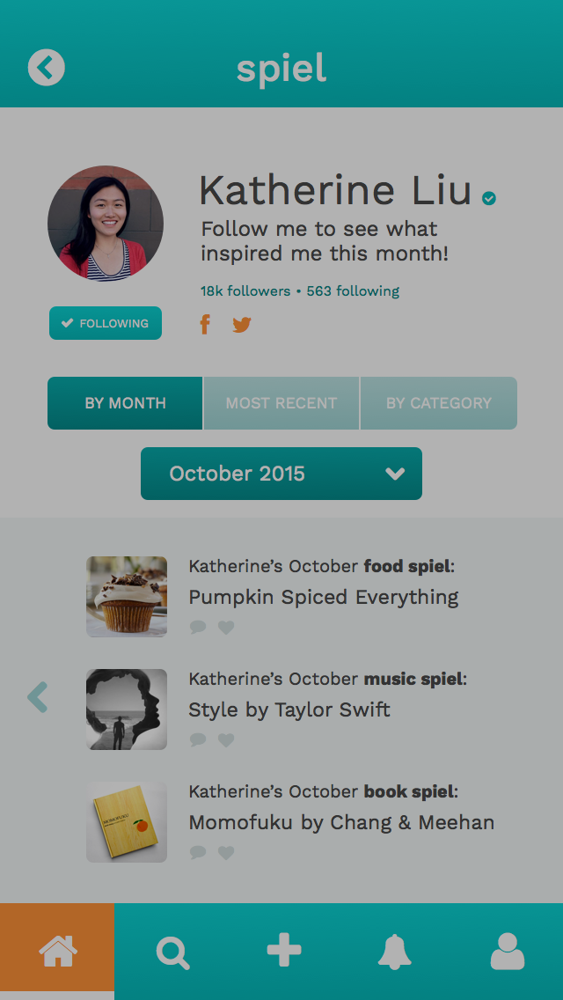 spiel
Katherine Liu
Follow me to see what
inspired me this month!
18k followers • 563 following
FOLLOWING
BY MONTH
MOST RECENT
BY CATEGORY
October 2015
Katherine’s October food spiel:
Pumpkin Spiced Everything
Katherine’s October music spiel:
Style by Taylor Swift
Katherine’s October book spiel:
Momofuku by Chang & Meehan
MOMOFUKU